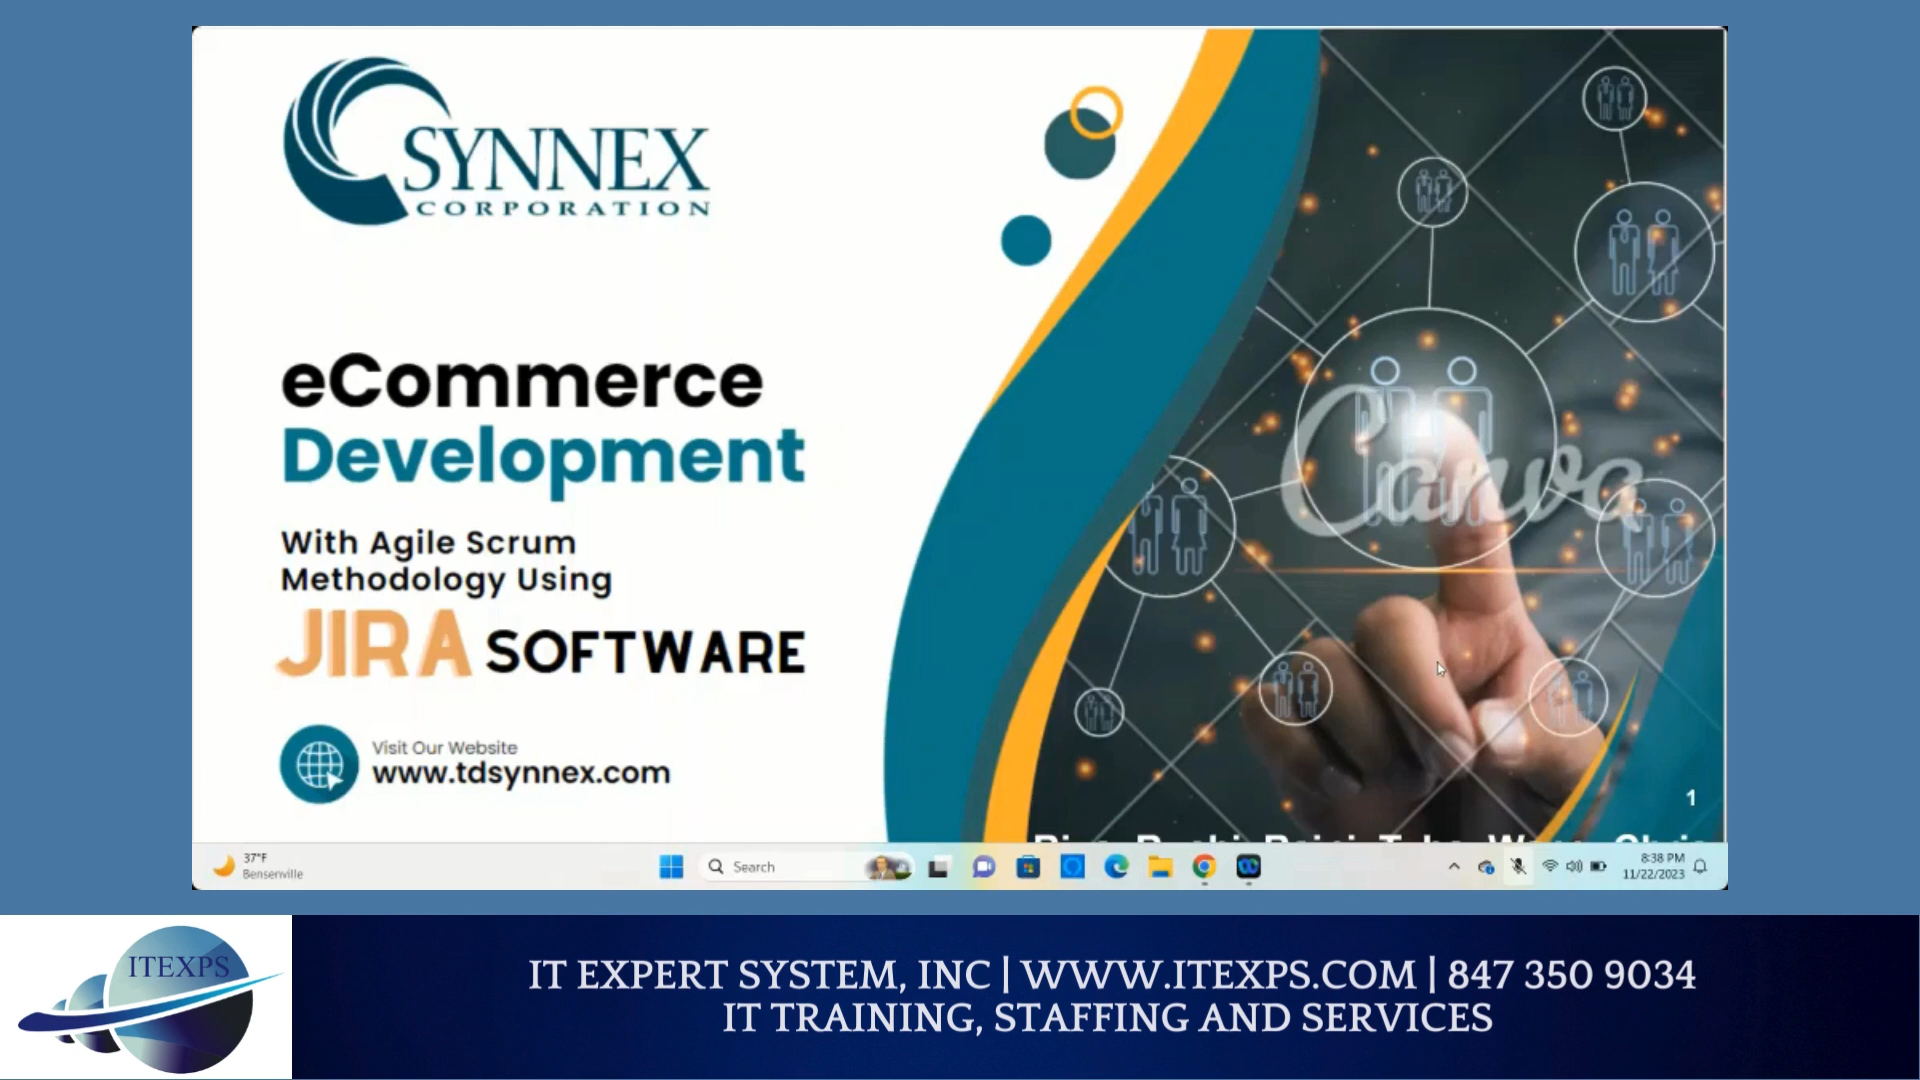 SYNNEX
CORPORATION
eCommerce
Development
With Agile Scrum
Methodology Using
JIRA SOFTWARE
Visit Our Website
www.tdsynnex.com
Canva
1
37°F
Bensenville
Search
8:38 PM
11/22/2023
ITEXPS
IT EXPERT SYSTEM, INC | WWW.ITEXPS.COM | 847 350 9034
IT TRAINING, STAFFING AND SERVICES